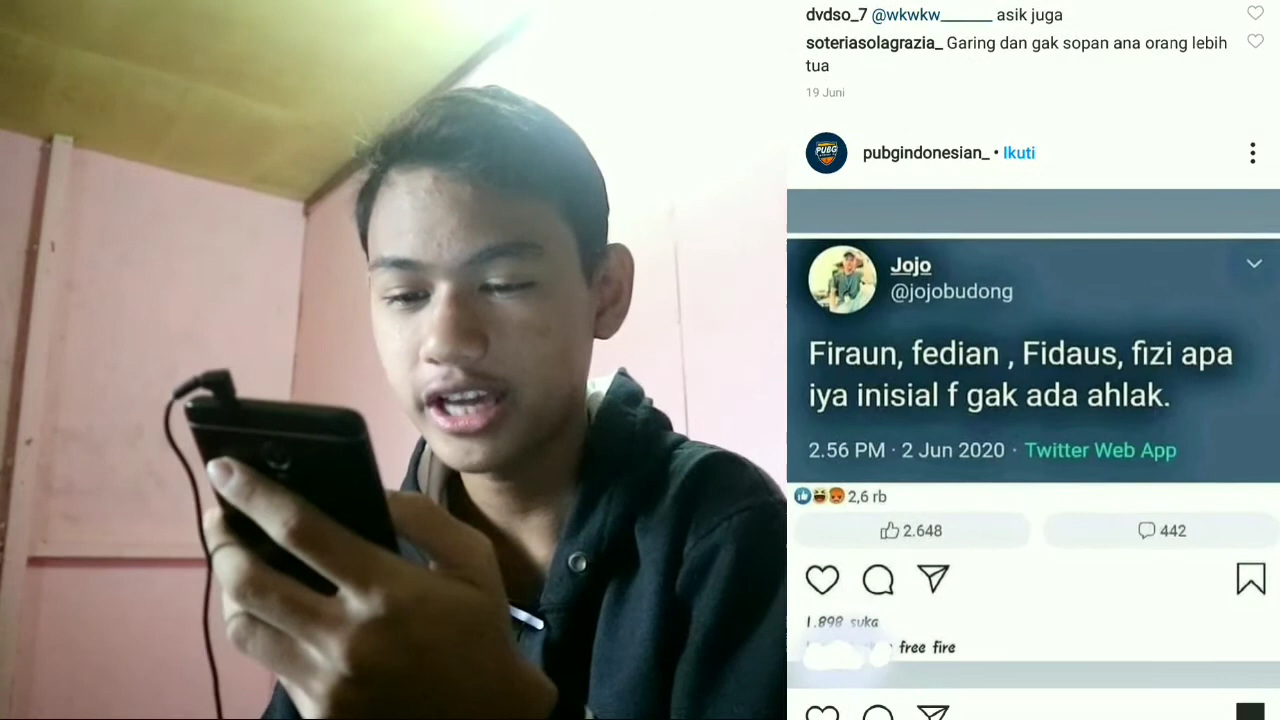 dvdso_7 @wkwkw_______ asik juga
soteriasolagrazia_ Garing dan gak sopan ana orang lebih
tua
19 Juni
PUBG
pubgindonesian_ • Ikuti
Jojo
@jojobudong
Firaun, fedian , Fidaus, fizi apa
iya inisial f gak ada ahlak.
2.56 PM · 2 Jun 2020 · Twitter Web App
2,6 rb
2.648
442
1.898 suka
free fire